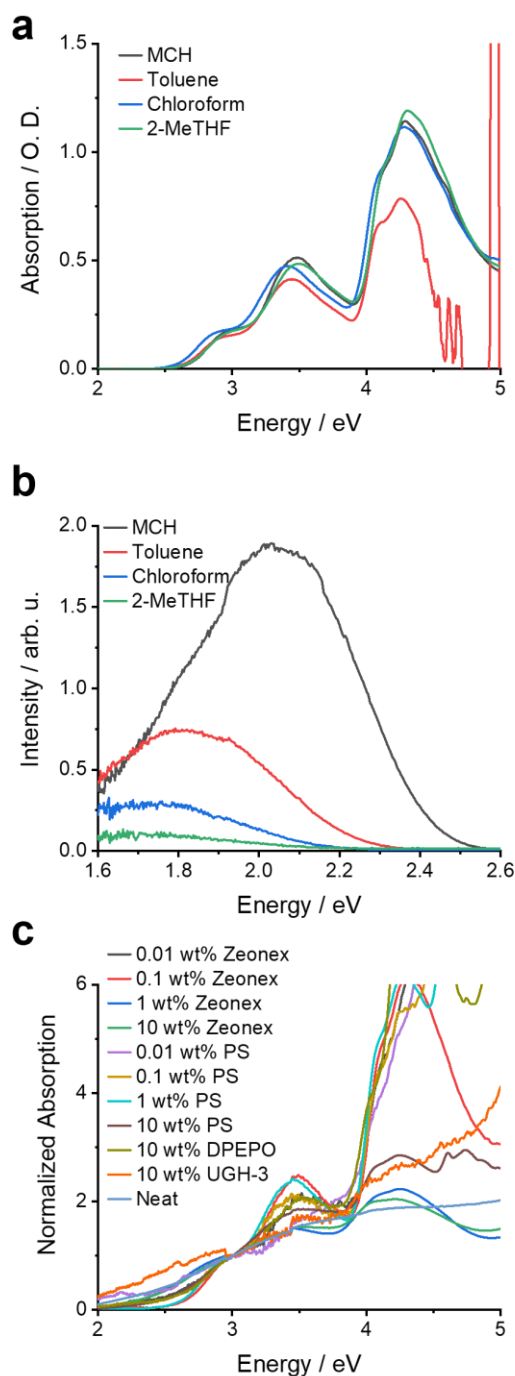 a
1.5
MCH
Toluene
Chloroform
2-MeTHF
1.0
0.5
0.0
Absorption / O. D.
2 3 4 5
Energy / eV
b
2.0
MCH
Toluene
Chloroform
2-MeTHF
1.5
1.0
0.5
0.0
Intensity / arb. u.
1.6 1.8 2.0 2.2 2.4 2.6
Energy / eV
c
0.01 wt% Zeonex
0.1 wt% Zeonex
1 wt% Zeonex
10 wt% Zeonex
0.01 wt% PS
0.1 wt% PS
1 wt% PS
10 wt% PS
10 wt% DPEPO
10 wt% UGH-3
Neat
6
4
2
0
Normalized Absorption
2 3 4 5
Energy / eV